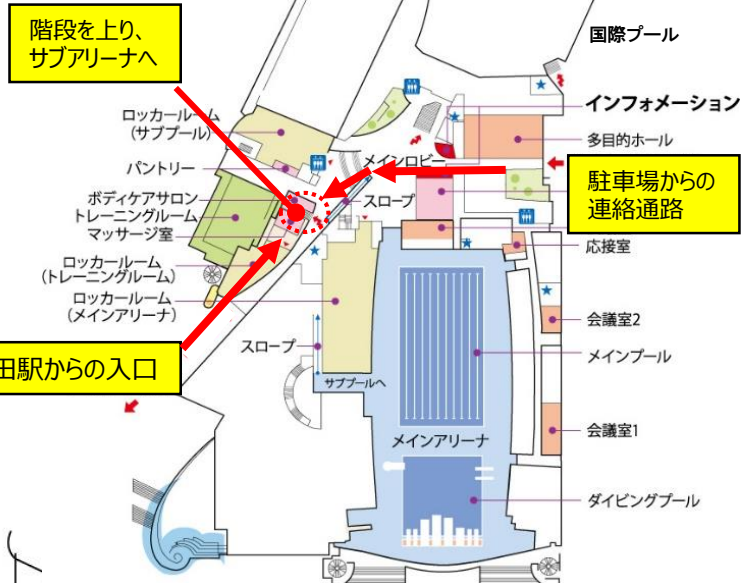 階段を上り、
サブアリーナへ
国際プール
ロッカールーム
(サブプール)
インフォメーション
多目的ホール
パントリー
メインロビー
駐車場からの
連絡通路
ボディケアサロン
トレーニングルーム
マッサージ室
スロープ
応接室
ロッカールーム
(トレーニングルーム)
ロッカールーム
(メインアリーナ)
会議室2
スロープ
メインプール
田駅からの入口
サブプールへ
メインアリーナ
会議室1
ダイビングプール